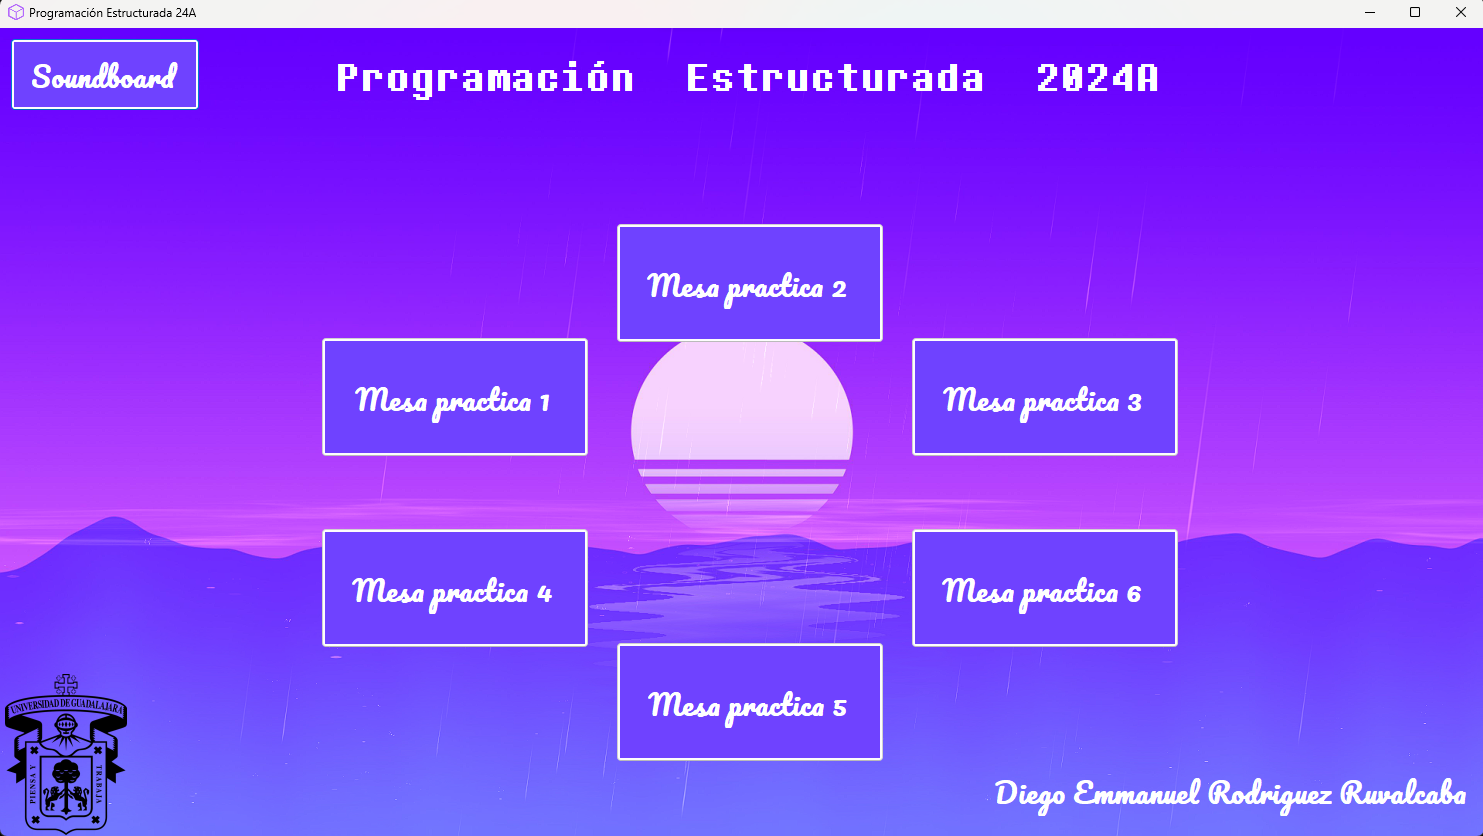 Programación Estructurada 24A
Soundboard
Programación Estructurada 2024A
Mesa practica 2
Mesa practica 1
Mesa practica 3
Mesa practica 4
Mesa practica 6
Mesa practica 5
UNIVERSIDAD DE GUADALAJARA
PIENSA Y
TRABAJA
Diego Emmanuel Rodriguez Ruvalcaba